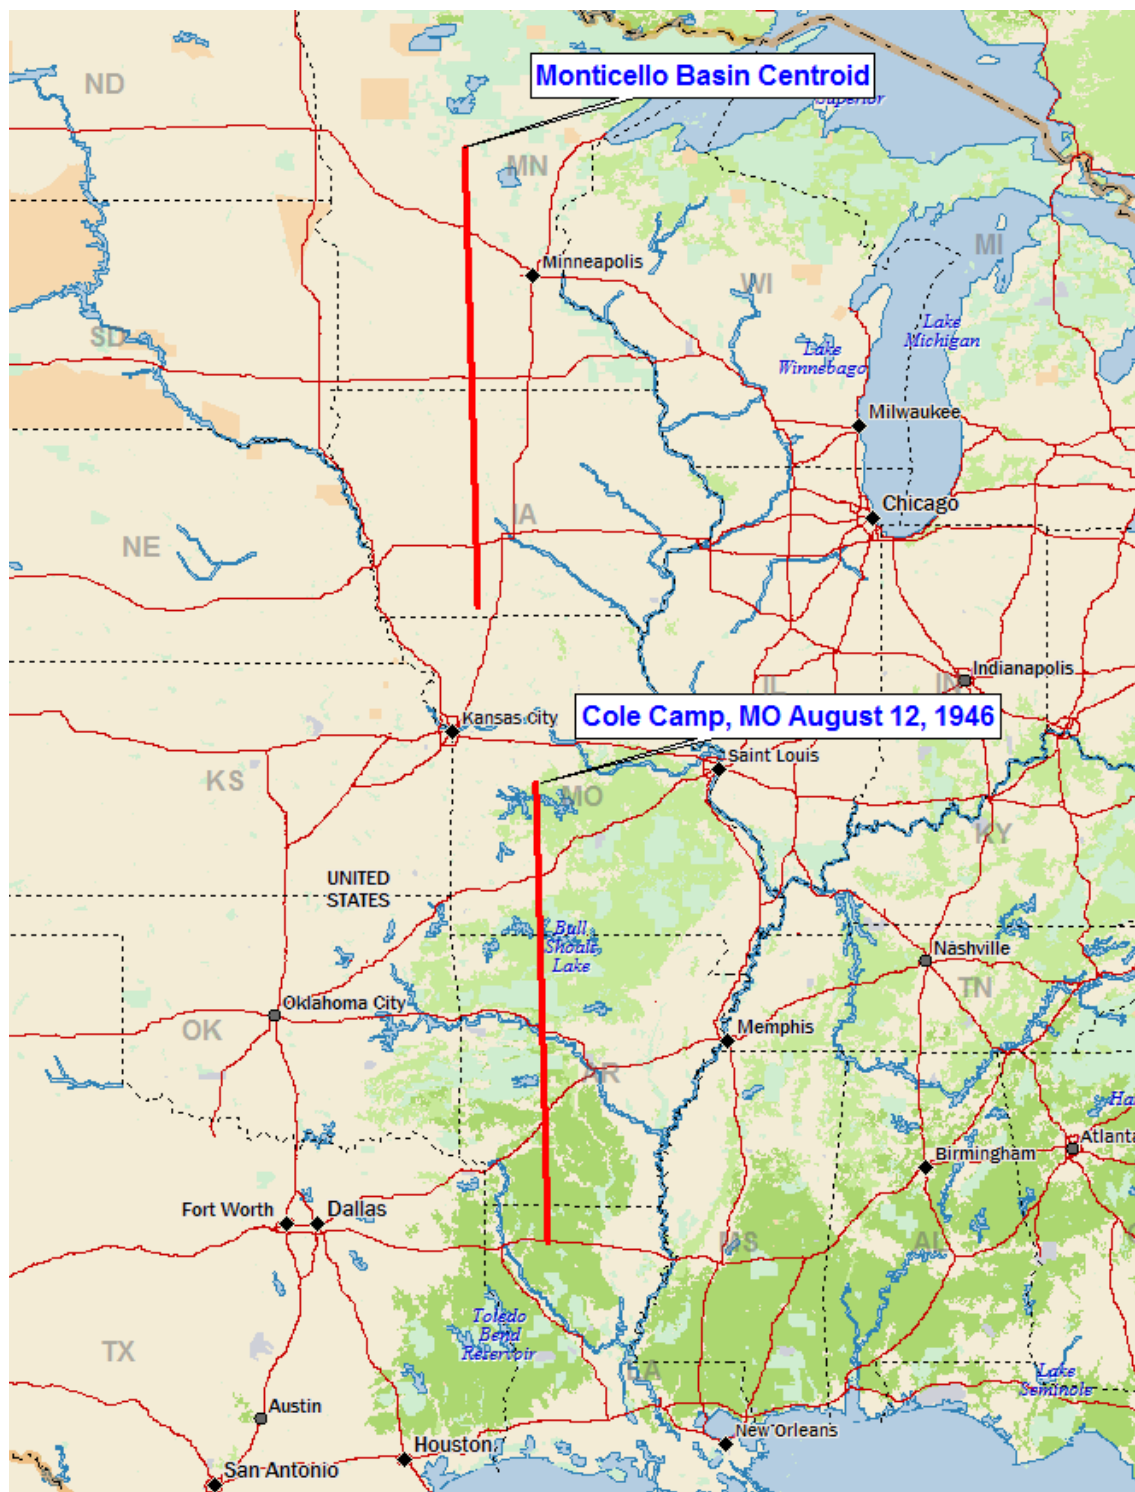 ND
Monticello Basin Centroid
Superior
MN
MI
Minneapolis
WI
SD
Lake
Michigan
Lake
Winnebago
Milwaukee
Chicago
IA
NE
Indianapolis
IL
IN
Kansas City
Cole Camp, MO August 12, 1946
Saint Louis
KS
MO
KY
UNITED
STATES
Bull
Shoals
Lake
Nashville
TN
Oklahoma City
OK
Memphis
AR
Atlanta
Birmingham
Fort Worth
Dallas
MS
AL
Toledo
Bend
Reservoir
TX
LA
Lake
Seminole
Austin
New Orleans
Houston
San Antonio